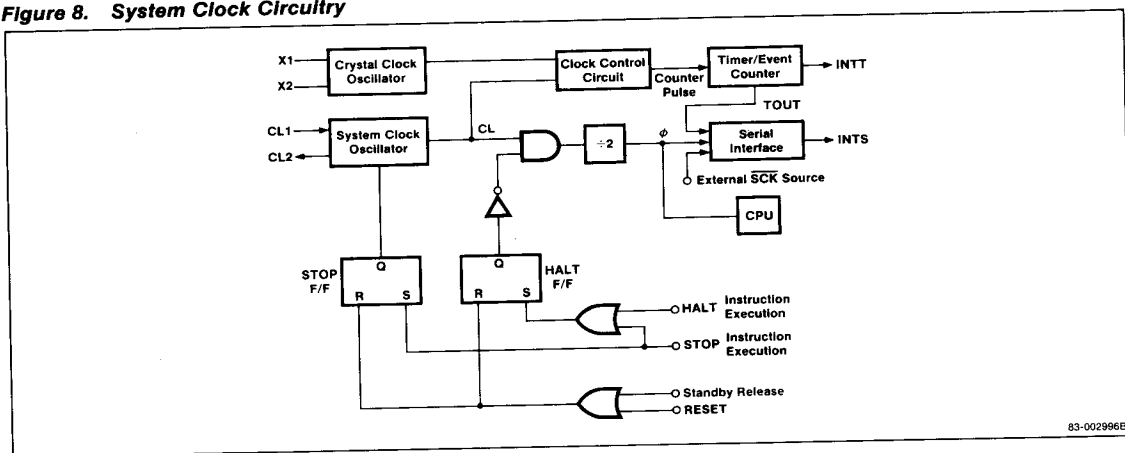 Figure 8. System Clock Circuitry
X1
X2
Crystal Clock
Oscillator
Clock Control
Circuit
Counter
Pulse
Timer/Event
Counter
INTT
TOUT
CL1
CL2
System Clock
Oscillator
CL
÷2
ϕ
Serial
Interface
INTS
External S̅C̅K̅ Source
CPU
STOP
F/F
Q
R S
Q
R S
HALT
F/F
HALT Instruction
Execution
STOP Instruction
Execution
Standby Release
RESET
83-002996B